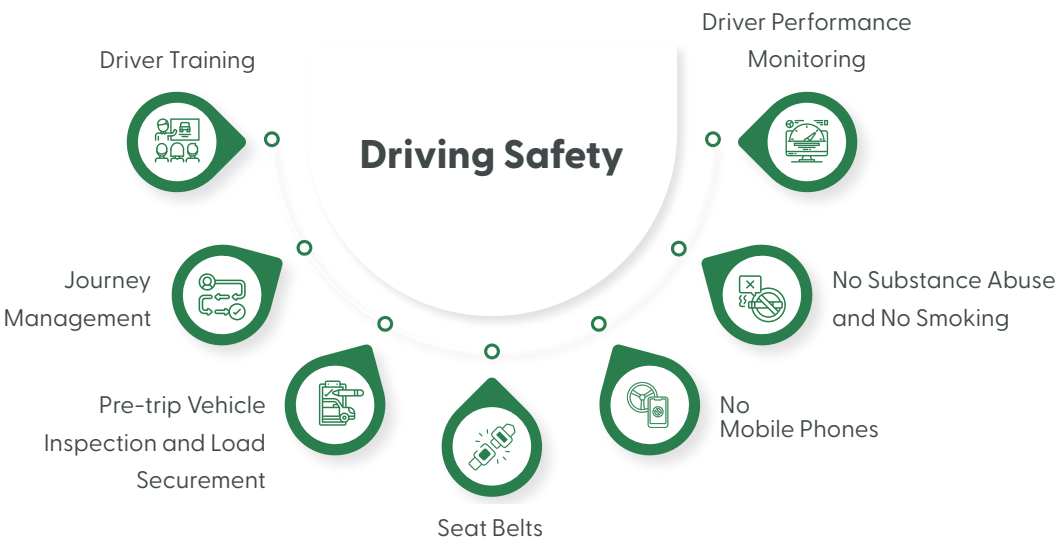 Driving Safety
Driver Training
Journey
Management
Pre-trip Vehicle
Inspection and Load
Securement
Seat Belts
No
Mobile Phones
No Substance Abuse
and No Smoking
Driver Performance
Monitoring